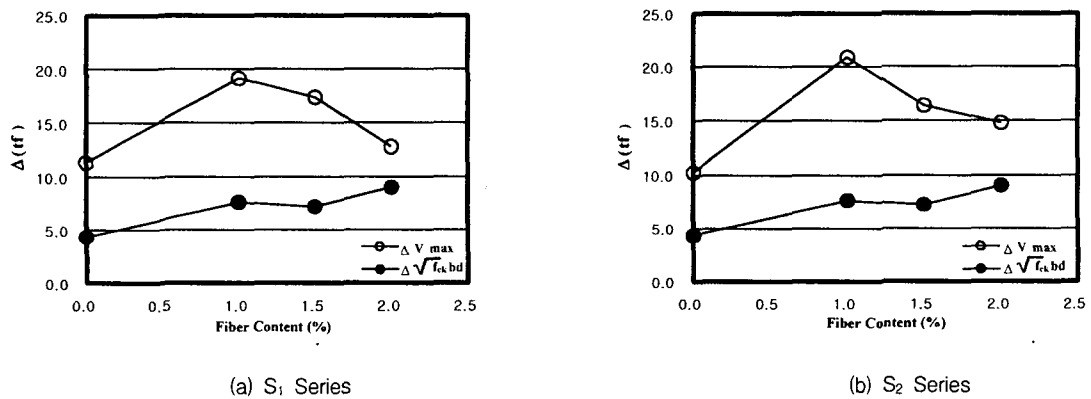 25.0
20.0
15.0
10.0
5.0
0.0
Δ (tf)
Δ V max
Δ √fck bd
0.0 0.5 1.0 1.5 2.0 2.5
Fiber Content (%)
(a) S₁ Series
25.0
20.0
15.0
10.0
5.0
0.0
Δ (tf)
Δ V max
Δ √fck bd
0.0 0.5 1.0 1.5 2.0 2.5
Fiber Content (%)
(b) S₂ Series